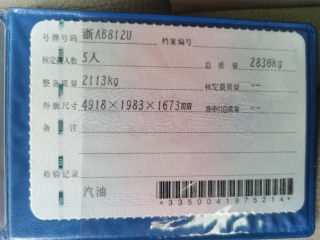 号牌号码 浙AB812U 档案编号
核定载人数 5人 总质量 2838kg
整备质量 2113kg 核定载质量 --
外廓尺寸 4918×1983×1673mm 准牵引总质量 --
备注
检验记录
汽油
*3350041976214*